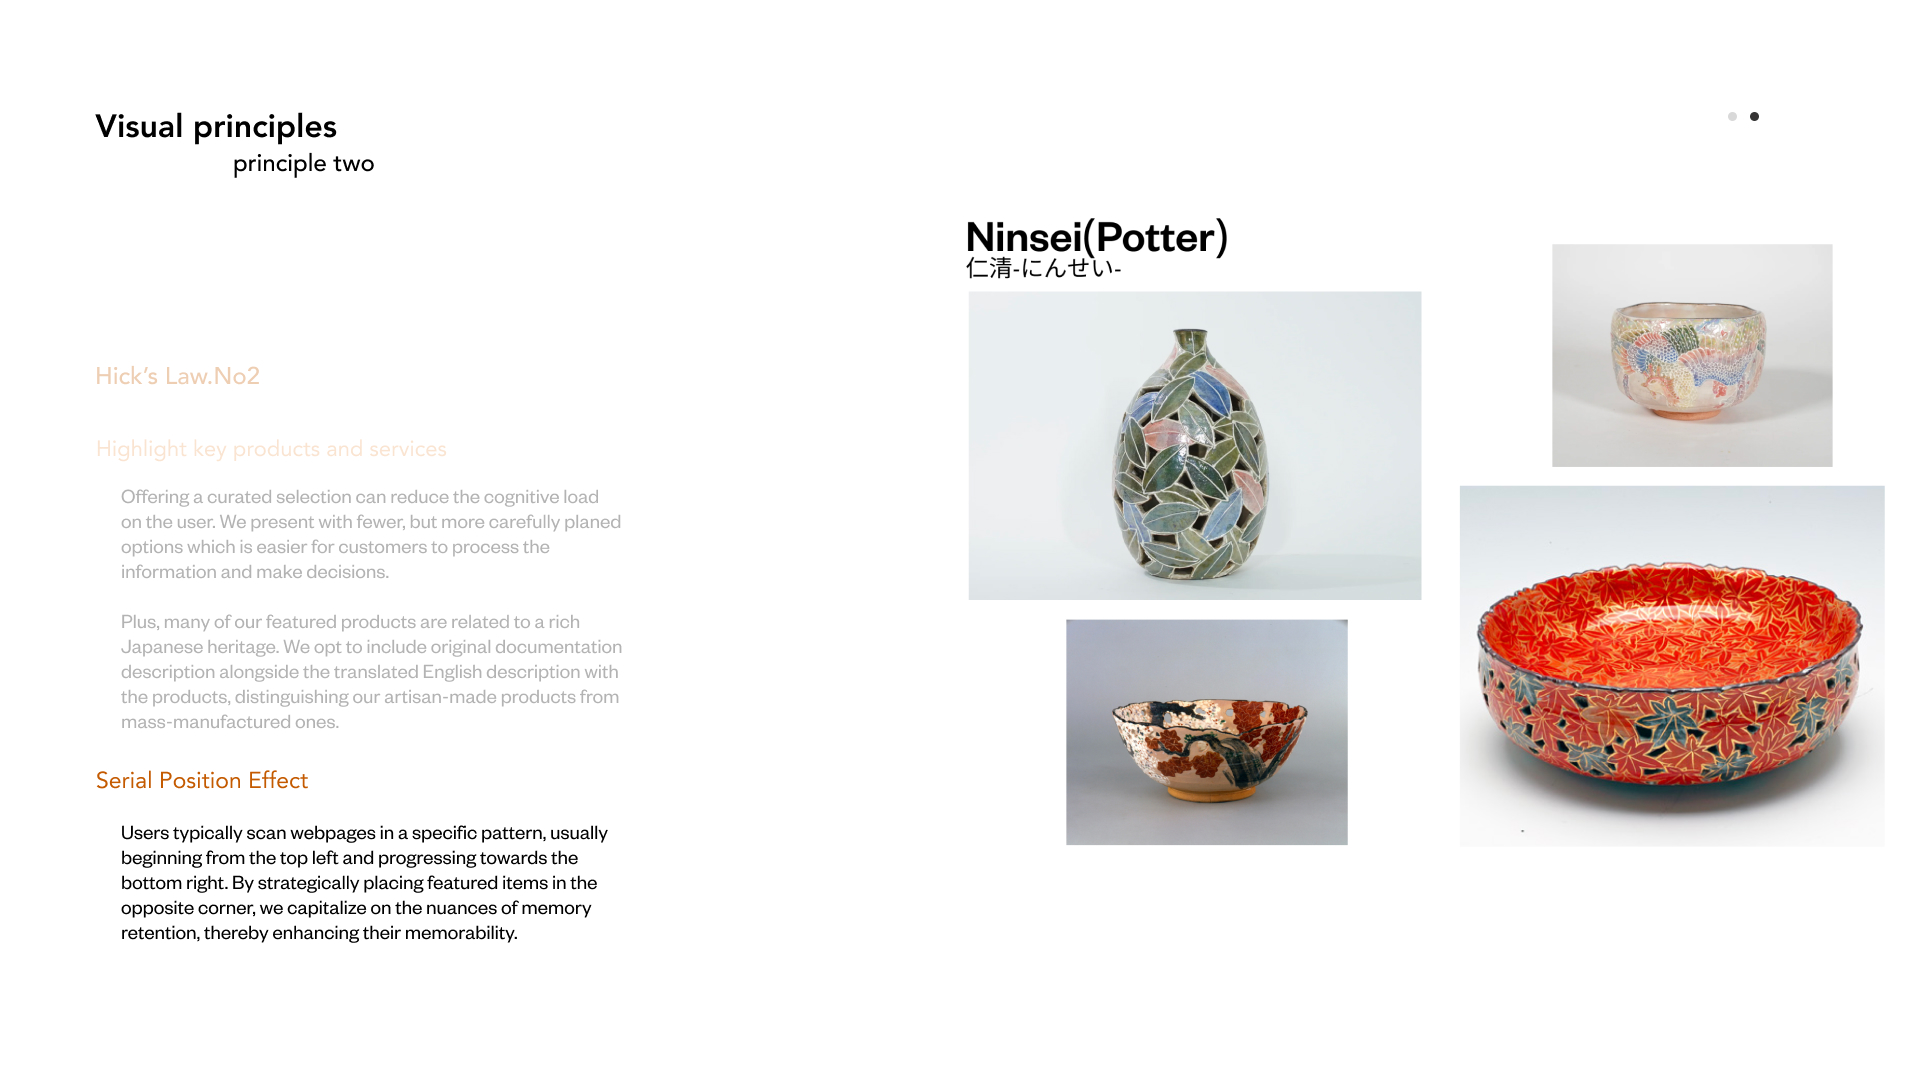 Visual principles
principle two
Hick’s Law.No2
Highlight key products and services
Offering a curated selection can reduce the cognitive load
on the user. We present with fewer, but more carefully planed
options which is easier for customers to process the
information and make decisions.
Plus, many of our featured products are related to a rich
Japanese heritage. We opt to include original documentation
description alongside the translated English description with
the products, distinguishing our artisan-made products from
mass-manufactured ones.
Serial Position Effect
Users typically scan webpages in a specific pattern, usually
beginning from the top left and progressing towards the
bottom right. By strategically placing featured items in the
opposite corner, we capitalize on the nuances of memory
retention, thereby enhancing their memorability.
Ninsei(Potter)
仁清-にんせい-